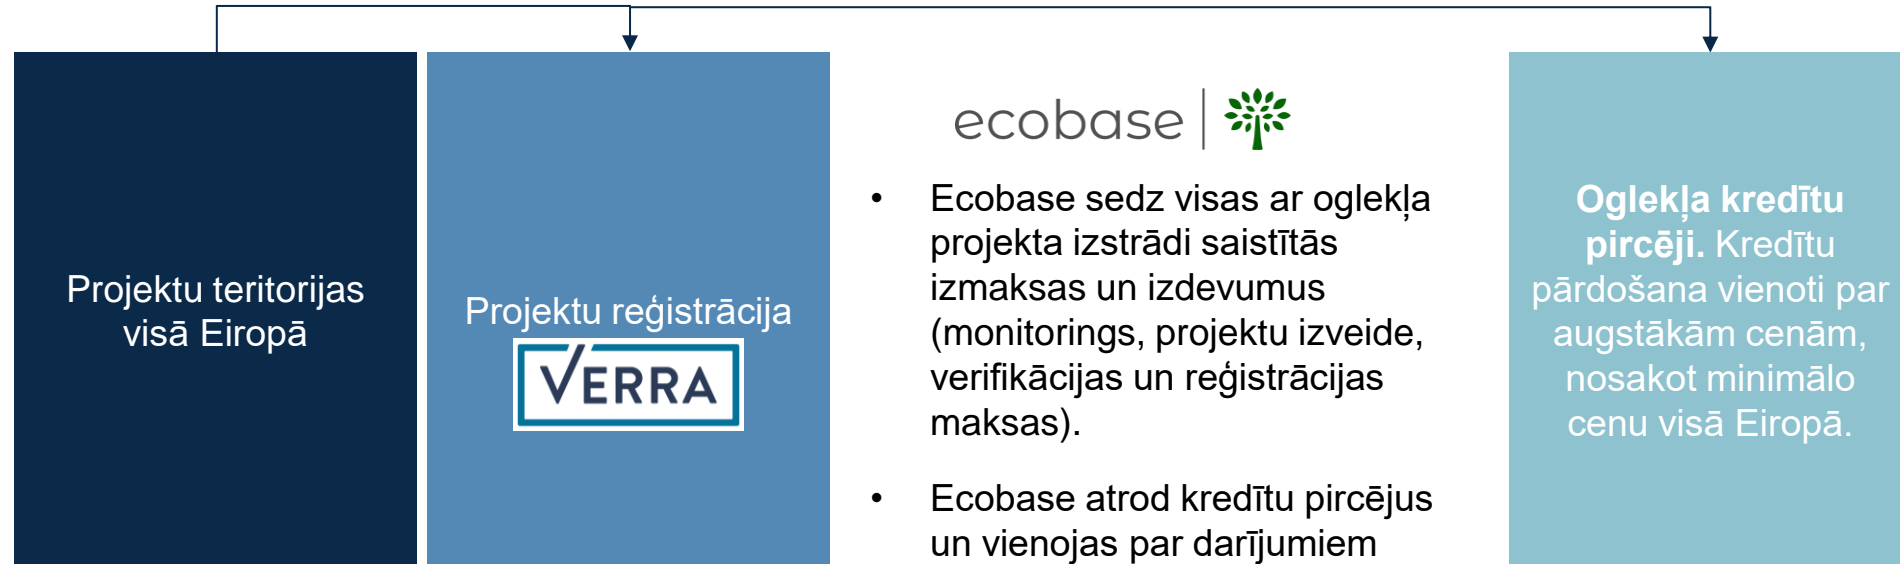 Projektu teritorijas
visā Eiropā
Projektu reģistrācija
VERRA
ecobase
• Ecobase sedz visas ar oglekļa
projekta izstrādi saistītās
izmaksas un izdevumus
(monitorings, projektu izveide,
verifikācijas un reģistrācijas
maksas).
• Ecobase atrod kredītu pircējus
un vienojas par darījumiem
Oglekļa kredītu
pircēji. Kredītu
pārdošana vienoti par
augstākām cenām,
nosakot minimālo
cenu visā Eiropā.